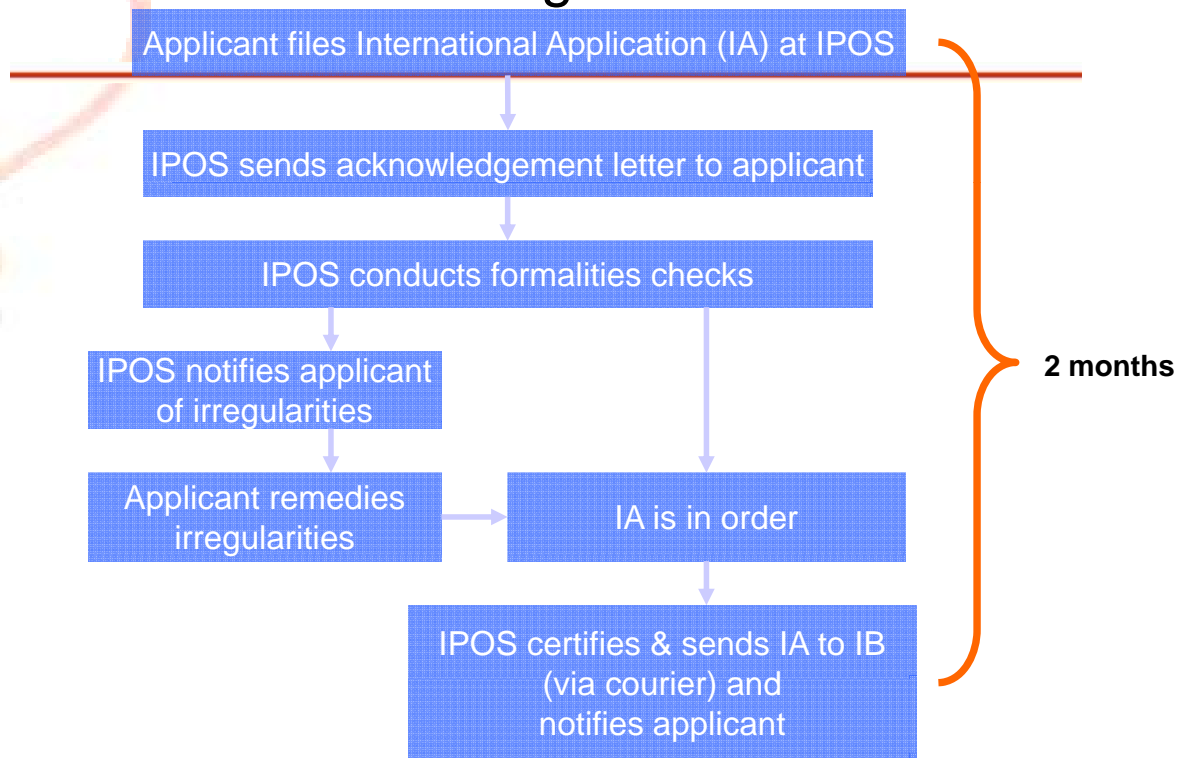 Applicant files International Application (IA) at IPOS
IPOS sends acknowledgement letter to applicant
IPOS conducts formalities checks
IPOS notifies applicant
of irregularities
2 months
Applicant remedies
irregularities
IA is in order
IPOS certifies & sends IA to IB
(via courier) and
notifies applicant